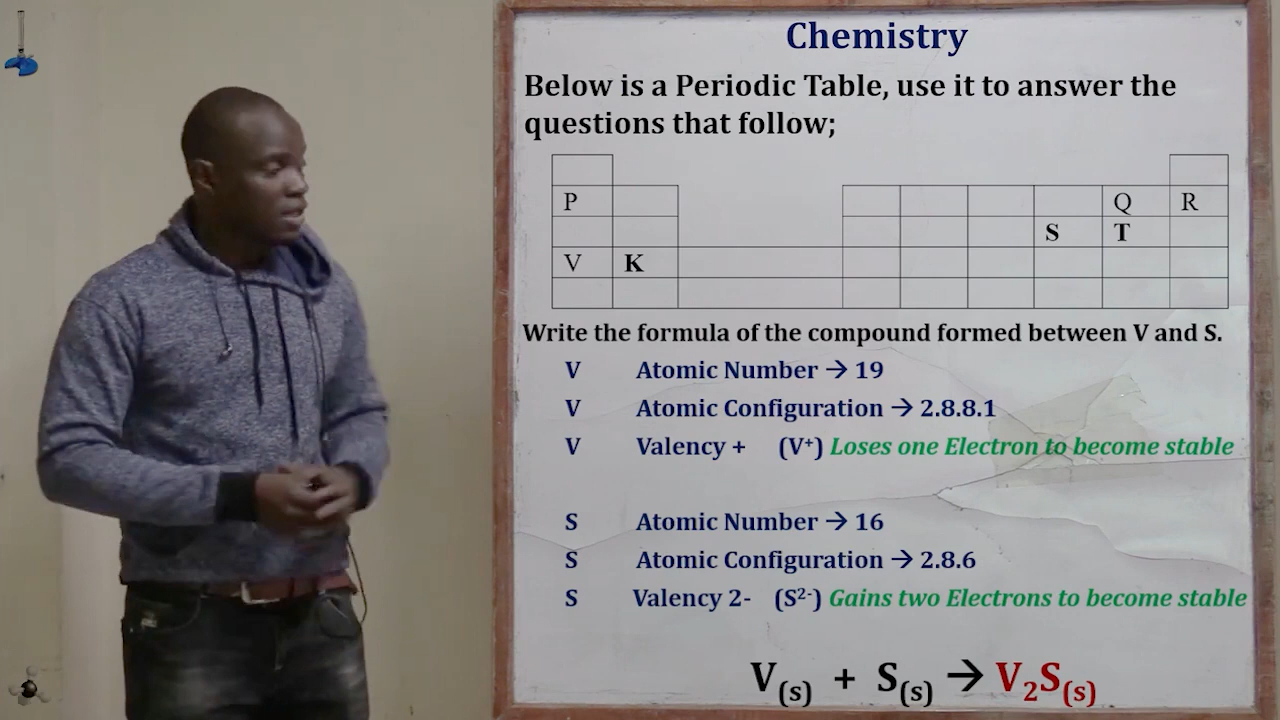 Chemistry
Below is a Periodic Table, use it to answer the
questions that follow;
P Q R
S T
V K
Write the formula of the compound formed between V and S.
V Atomic Number → 19
V Atomic Configuration → 2.8.8.1
V Valency + (V⁺) Loses one Electron to become stable
S Atomic Number → 16
S Atomic Configuration → 2.8.6
S Valency 2- (S²⁻) Gains two Electrons to become stable
V₍s₎ + S₍s₎ → V₂S₍s₎